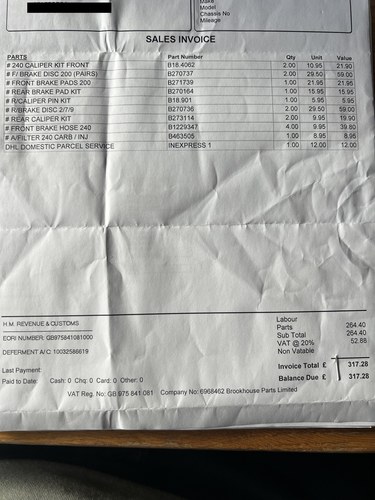 Make
Model
Chassis No
Mileage
SALES INVOICE
PARTS Part Number Qty Unit Value
# 240 CALIPER KIT FRONT B18.4062 2.00 10.95 21.90
# F/ BRAKE DISC 200 (PAIRS) B270737 2.00 29.50 59.00
# FRONT BRAKE PADS 200 B271739 1.00 21.95 21.95
# REAR BRAKE PAD KIT B270164 1.00 15.95 15.95
# R/CALIPER PIN KIT B18.901 1.00 5.95 5.95
# R/BRAKE DISC 2/7/9 B270736 2.00 29.50 59.00
# REAR CALIPER KIT B273114 2.00 9.95 19.90
# FRONT BRAKE HOSE 240 B1229347 4.00 9.95 39.80
# A/FILTER 240 CARB / INJ B463505 1.00 8.95 8.95
DHL DOMESTIC PARCEL SERVICE INEXPRESS 1 1.00 12.00 12.00
H.M. REVENUE & CUSTOMS
EORI NUMBER: GB975841081000
DEFERMENT A/C: 10032586619
Labour
Parts 264.40
Sub Total 264.40
VAT @ 20% 52.88
Non Vatable
Last Payment:
Invoice Total £ 317.28
Paid to Date: Cash: 0 Chq: 0 Card: 0 Other: 0
Balance Due £ 317.28
VAT Reg. No: GB 975 841 081 Company No: 6968462 Brookhouse Parts Limited